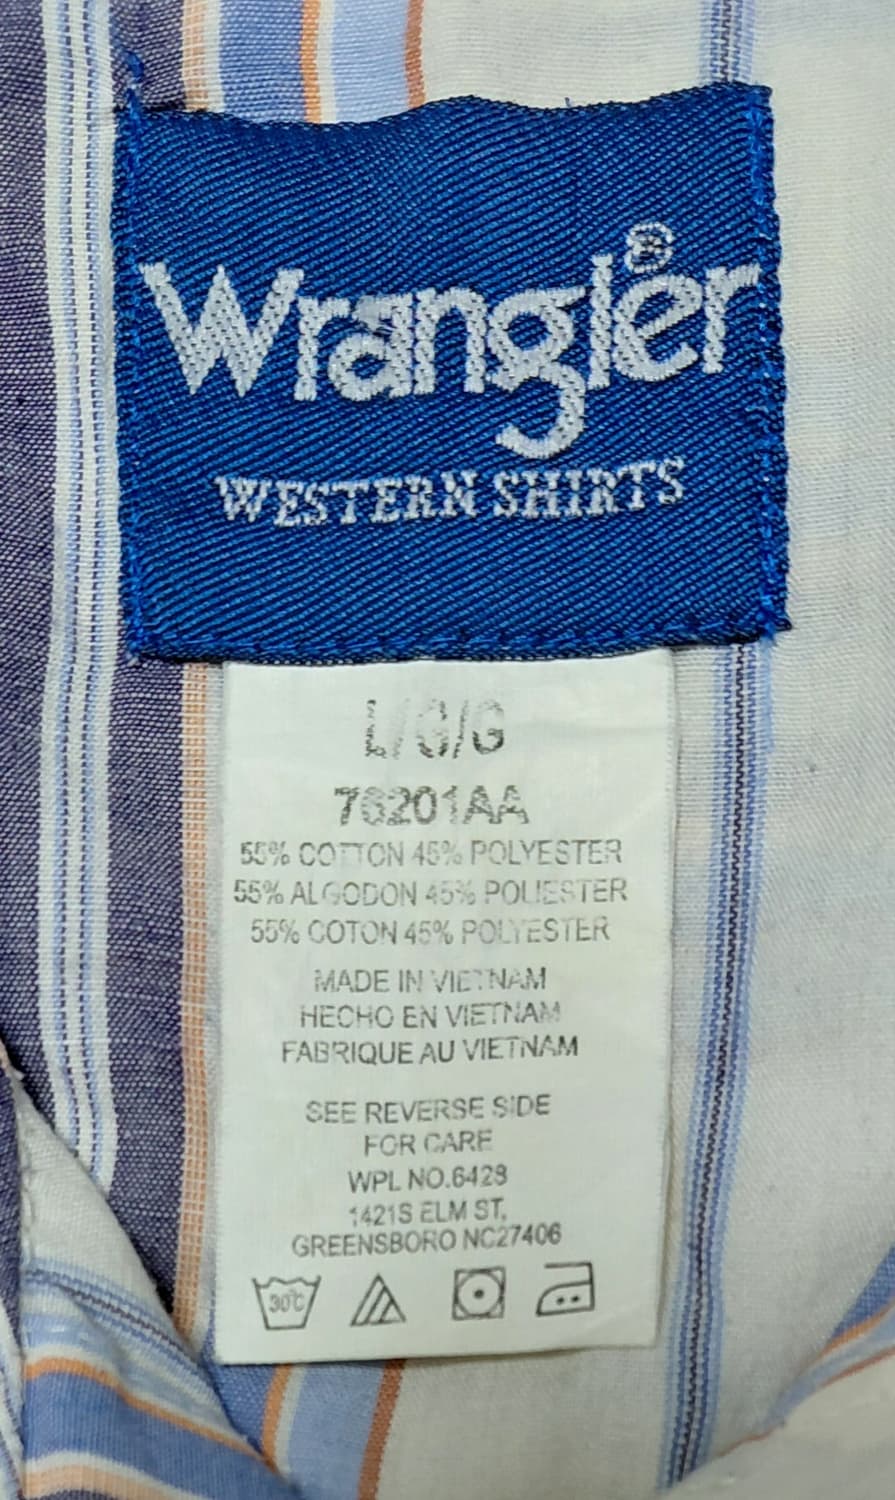 Wrangler®
WESTERN SHIRTS
L/G/G
76201AA
55% COTTON 45% POLYESTER
55% ALGODON 45% POLIESTER
55% COTON 45% POLYESTER
MADE IN VIETNAM
HECHO EN VIETNAM
FABRIQUE AU VIETNAM
SEE REVERSE SIDE
FOR CARE
WPL NO.6428
1421S ELM ST,
GREENSBORO NC27406
30°C